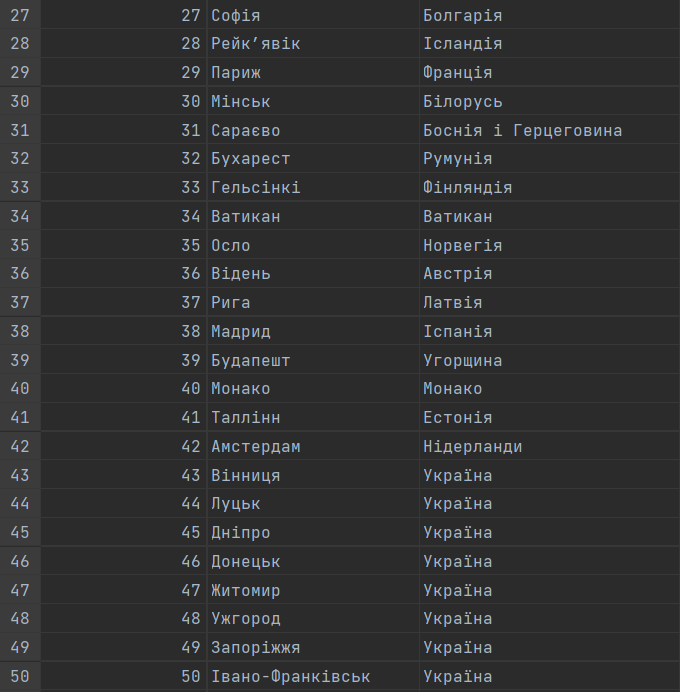 27 27 Софія Болгарія
28 28 Рейк’явік Ісландія
29 29 Париж Франція
30 30 Мінськ Білорусь
31 31 Сараєво Боснія і Герцеговина
32 32 Бухарест Румунія
33 33 Гельсінкі Фінляндія
34 34 Ватикан Ватикан
35 35 Осло Норвегія
36 36 Відень Австрія
37 37 Рига Латвія
38 38 Мадрид Іспанія
39 39 Будапешт Угорщина
40 40 Монако Монако
41 41 Таллінн Естонія
42 42 Амстердам Нідерланди
43 43 Вінниця Україна
44 44 Луцьк Україна
45 45 Дніпро Україна
46 46 Донецьк Україна
47 47 Житомир Україна
48 48 Ужгород Україна
49 49 Запоріжжя Україна
50 50 Івано-Франківськ Україна